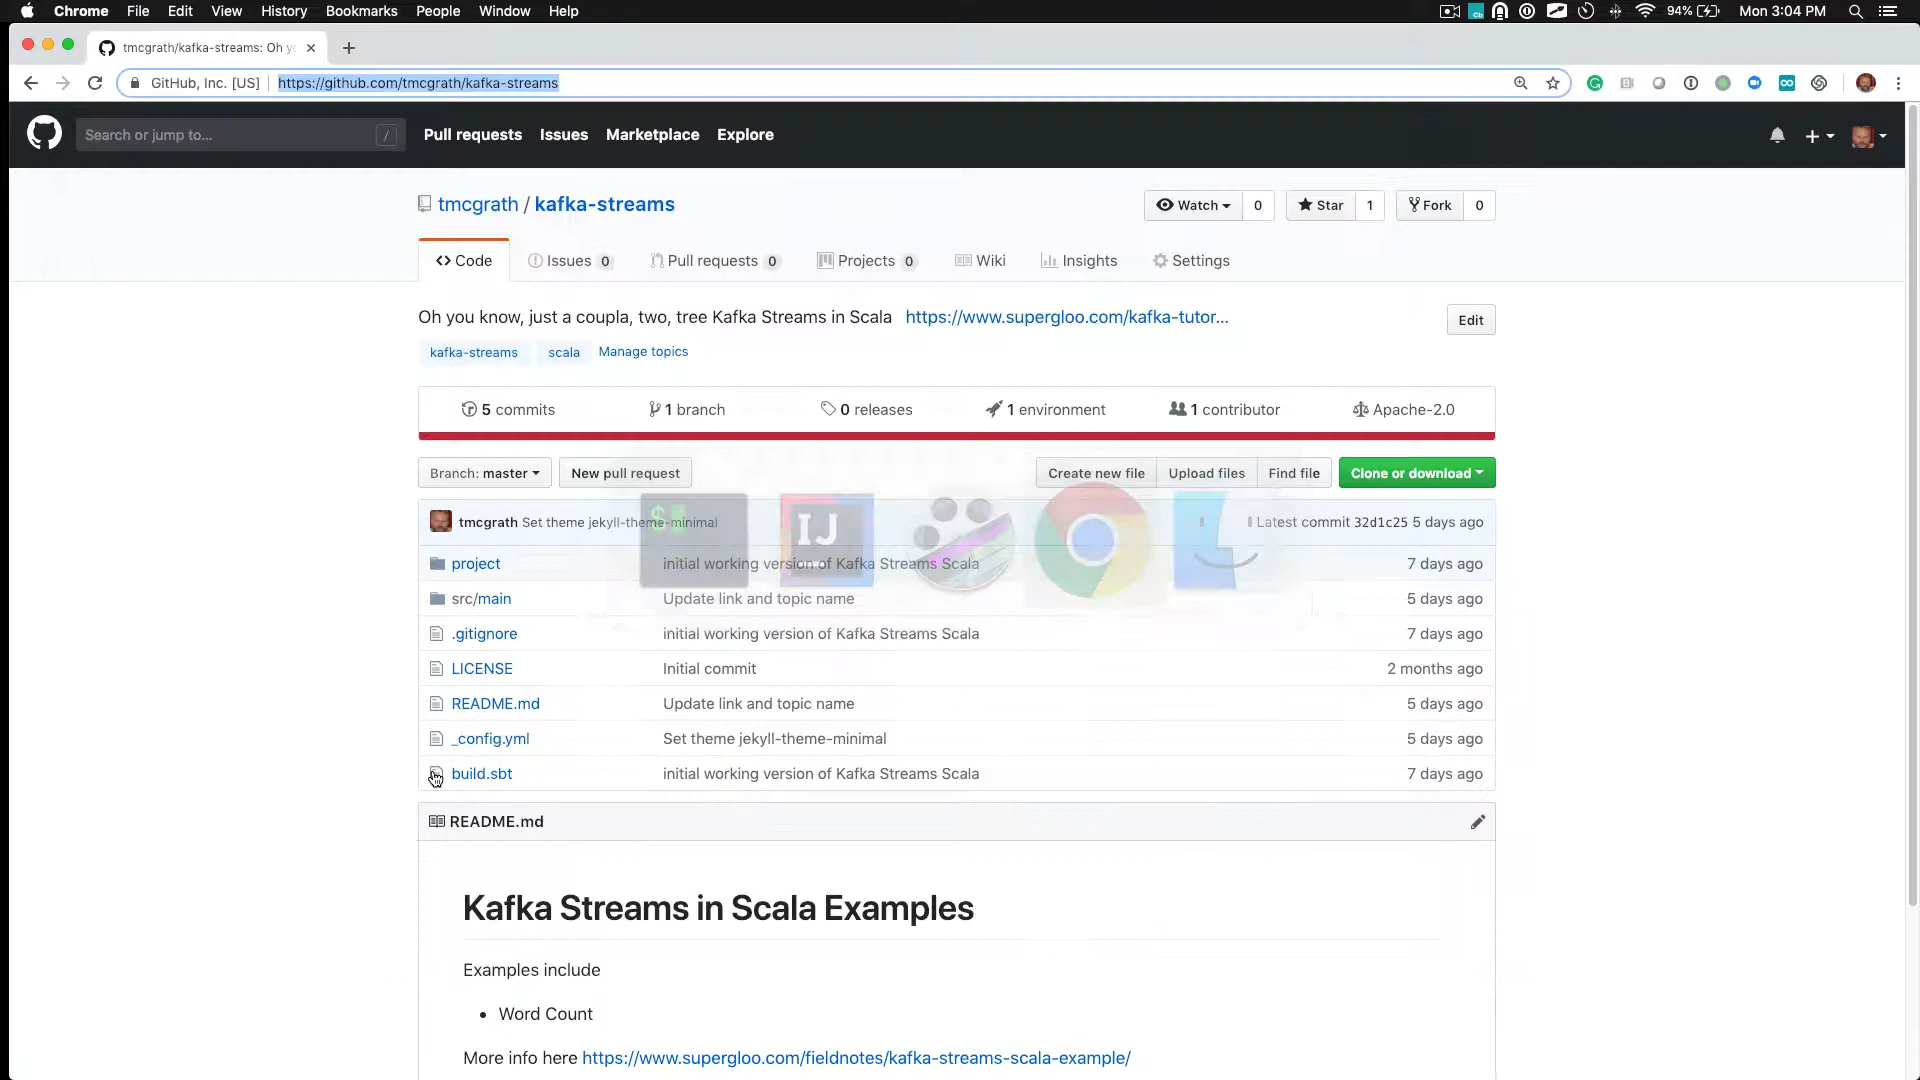 Chrome File Edit View History Bookmarks People Window Help 94% Mon 3:04 PM
tmcgrath/kafka-streams: Oh yo
GitHub, Inc. [US] https://github.com/tmcgrath/kafka-streams
Search or jump to... / Pull requests Issues Marketplace Explore
tmcgrath / kafka-streams Watch 0 Star 1 Fork 0
Code Issues 0 Pull requests 0 Projects 0 Wiki Insights Settings
Oh you know, just a coupla, two, tree Kafka Streams in Scala https://www.supergloo.com/kafka-tutor... Edit
kafka-streams scala Manage topics
5 commits 1 branch 0 releases 1 environment 1 contributor Apache-2.0
Branch: master New pull request Create new file Upload files Find file Clone or download
tmcgrath Set theme jekyll-theme-minimal Latest commit 32d1c25 5 days ago
project initial working version of Kafka Streams Scala 7 days ago
src/main Update link and topic name 5 days ago
.gitignore initial working version of Kafka Streams Scala 7 days ago
LICENSE Initial commit 2 months ago
README.md Update link and topic name 5 days ago
_config.yml Set theme jekyll-theme-minimal 5 days ago
build.sbt initial working version of Kafka Streams Scala 7 days ago
README.md
Kafka Streams in Scala Examples
Examples include
• Word Count
More info here https://www.supergloo.com/fieldnotes/kafka-streams-scala-example/
IJ
$